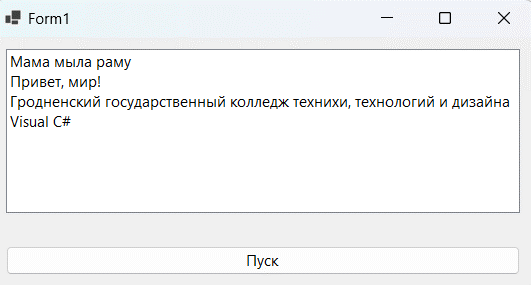 Form1
Мама мыла раму
Привет, мир!
Гродненский государственный колледж технихи, технологий и дизайна
Visual C#
Пуск